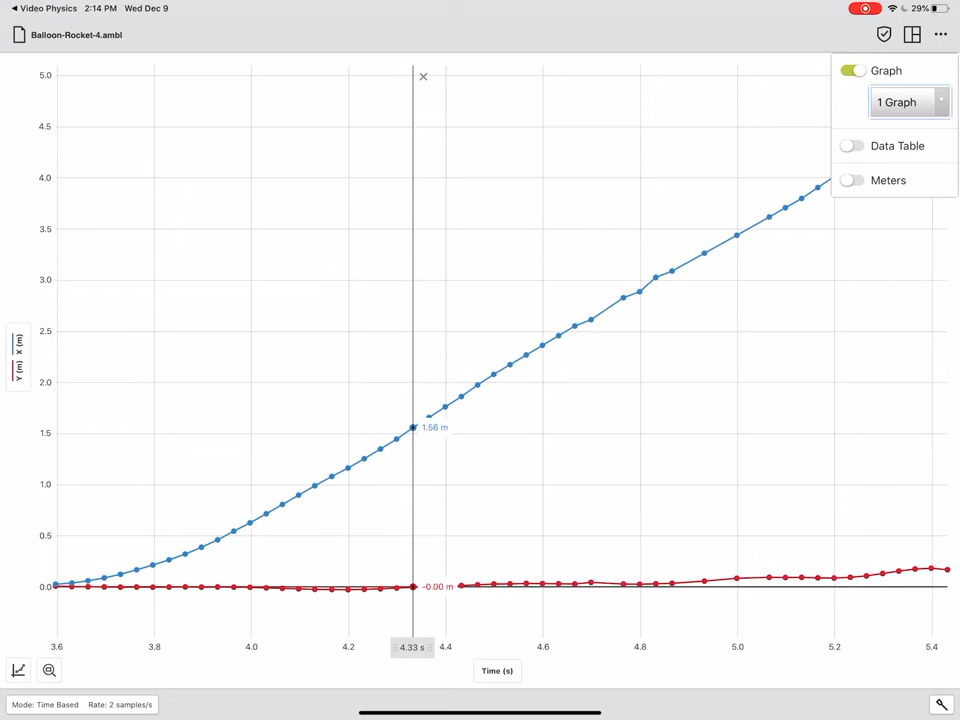 Video Physics 2:14 PM Wed Dec 9 29%
Balloon-Rocket-4.ambl
Graph
1 Graph
Data Table
Meters
5.0
4.5
4.0
3.5
3.0
2.5
2.0
1.5
1.0
0.5
0.0
X (m)
Y (m)
1.56 m
-0.00 m
3.6 3.8 4.0 4.2 4.33 s 4.4 4.6 4.8 5.0 5.2 5.4
Time (s)
Mode: Time Based Rate: 2 samples/s